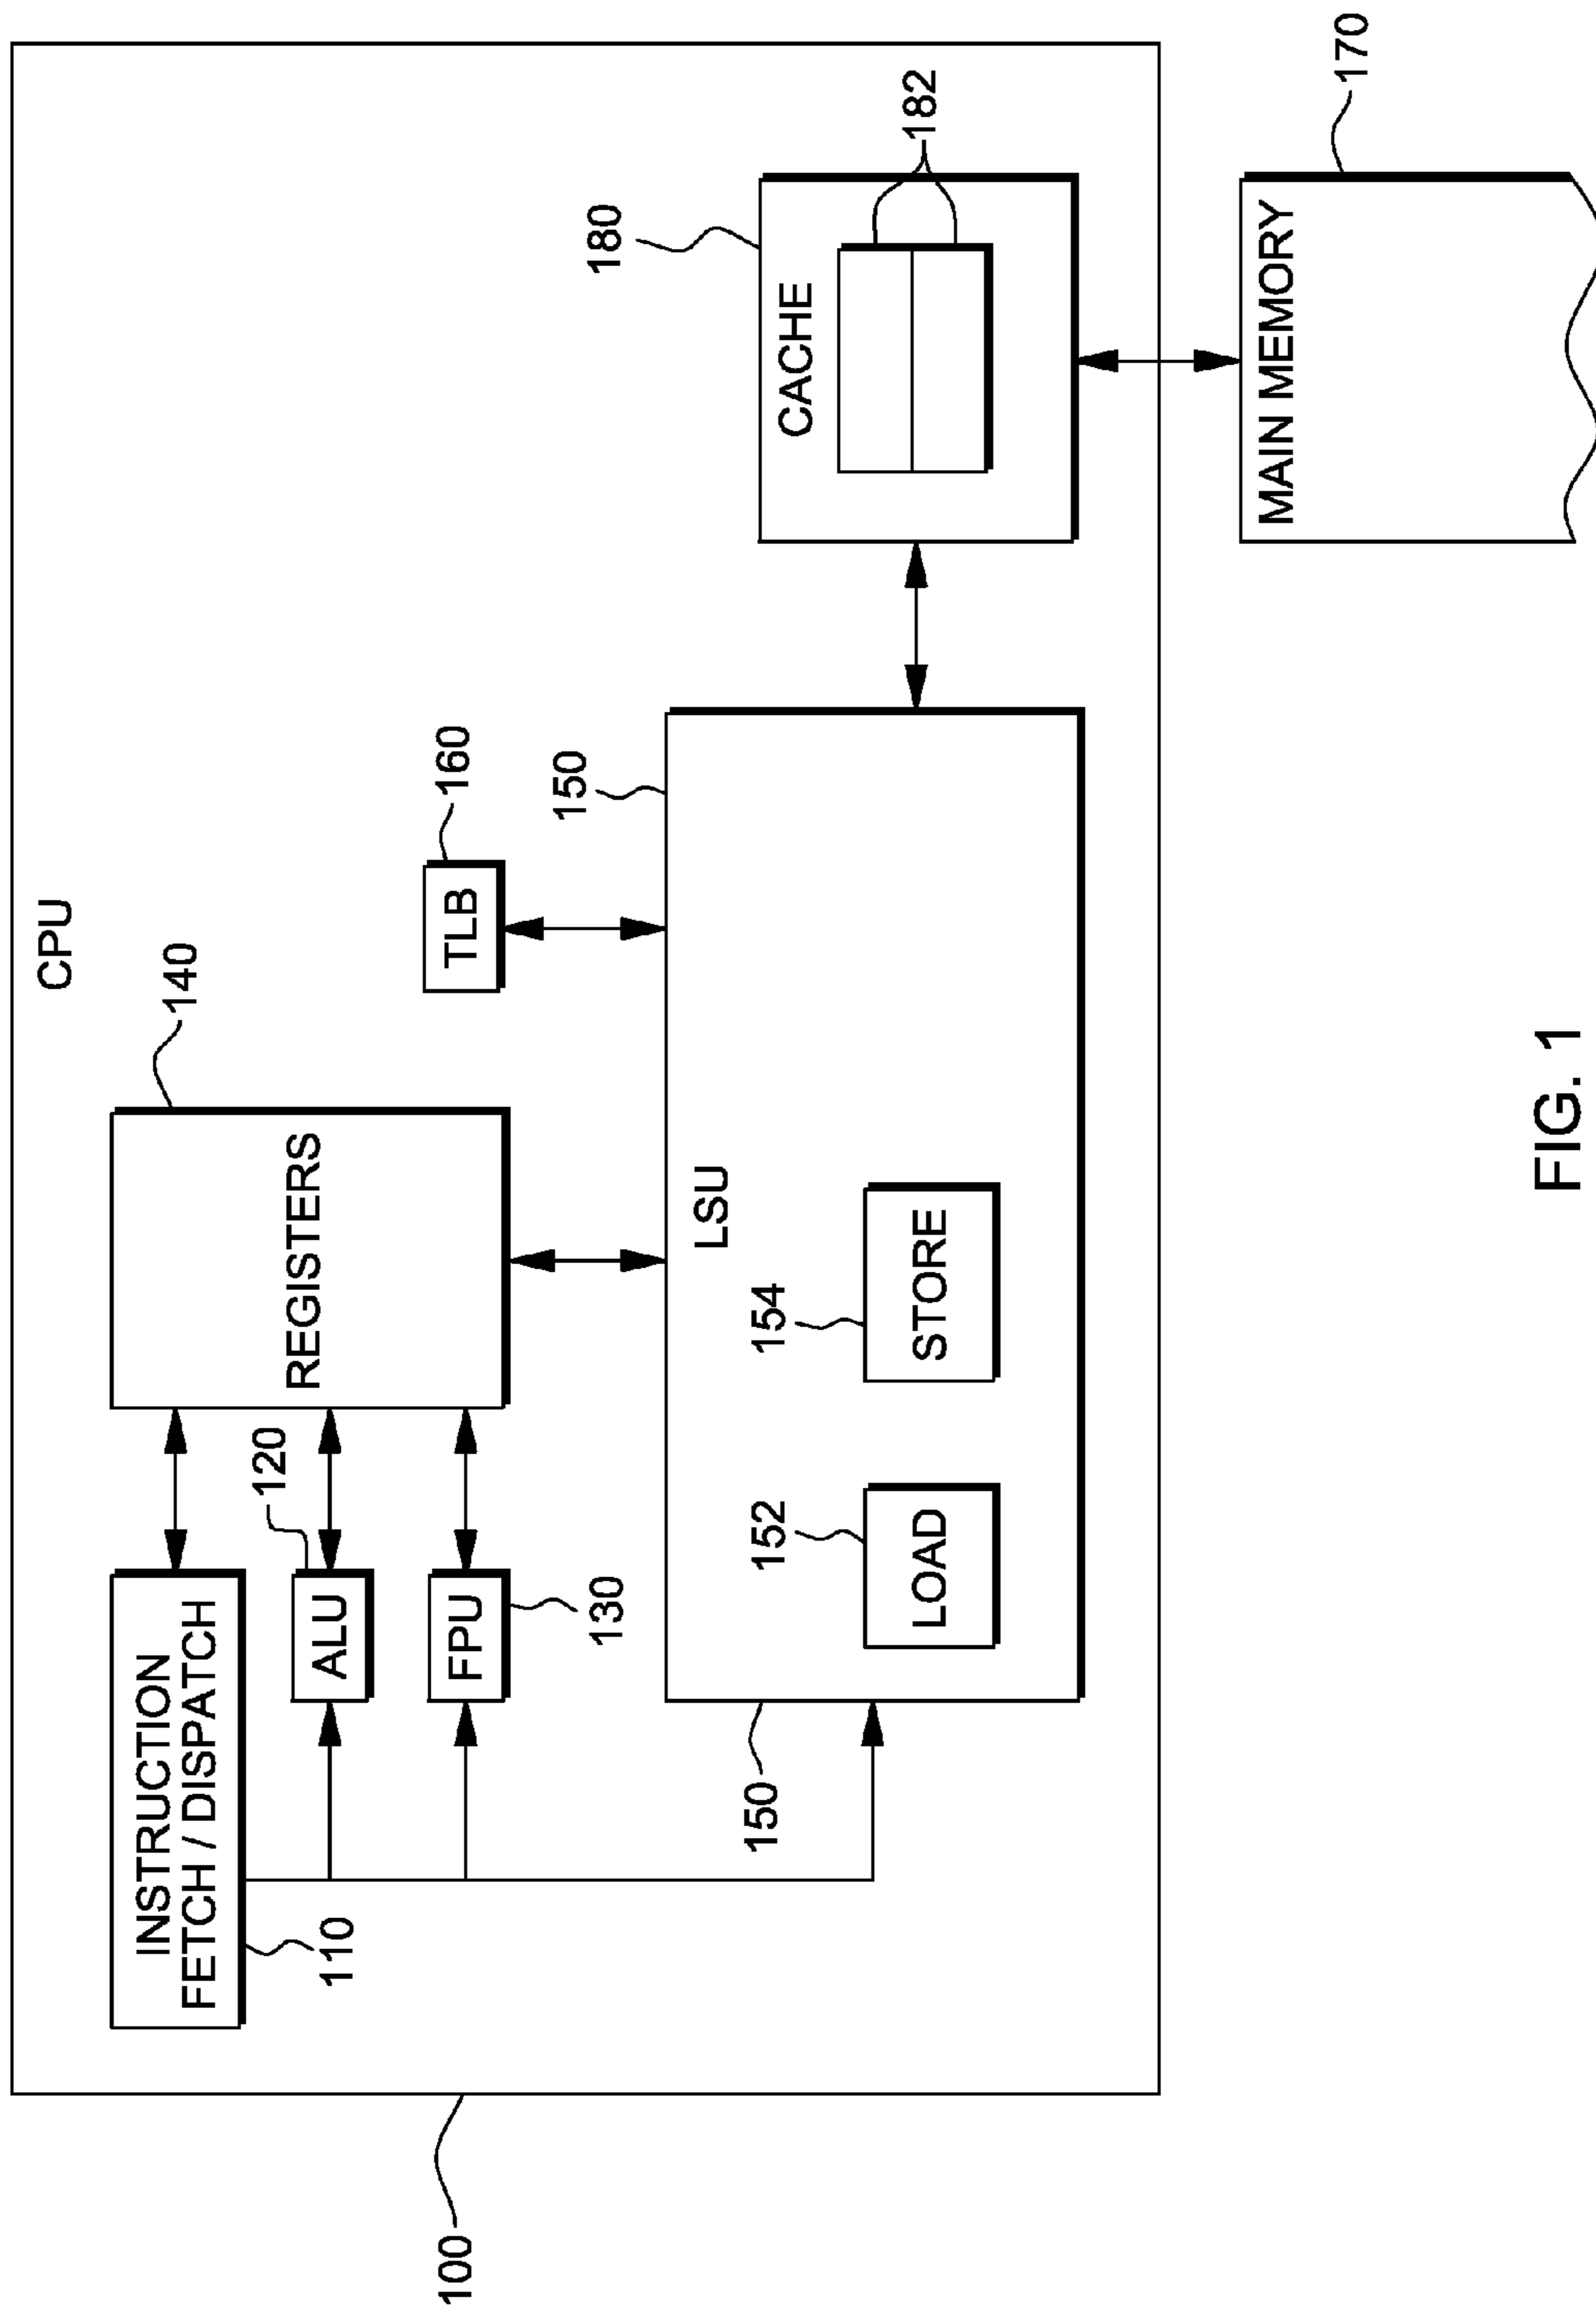 CPU
100
INSTRUCTION
FETCH / DISPATCH
110
140
REGISTERS
120
ALU
FPU
130
160
TLB
150
LSU
150
152
LOAD
154
STORE
180
CACHE
182
MAIN MEMORY
170
FIG. 1